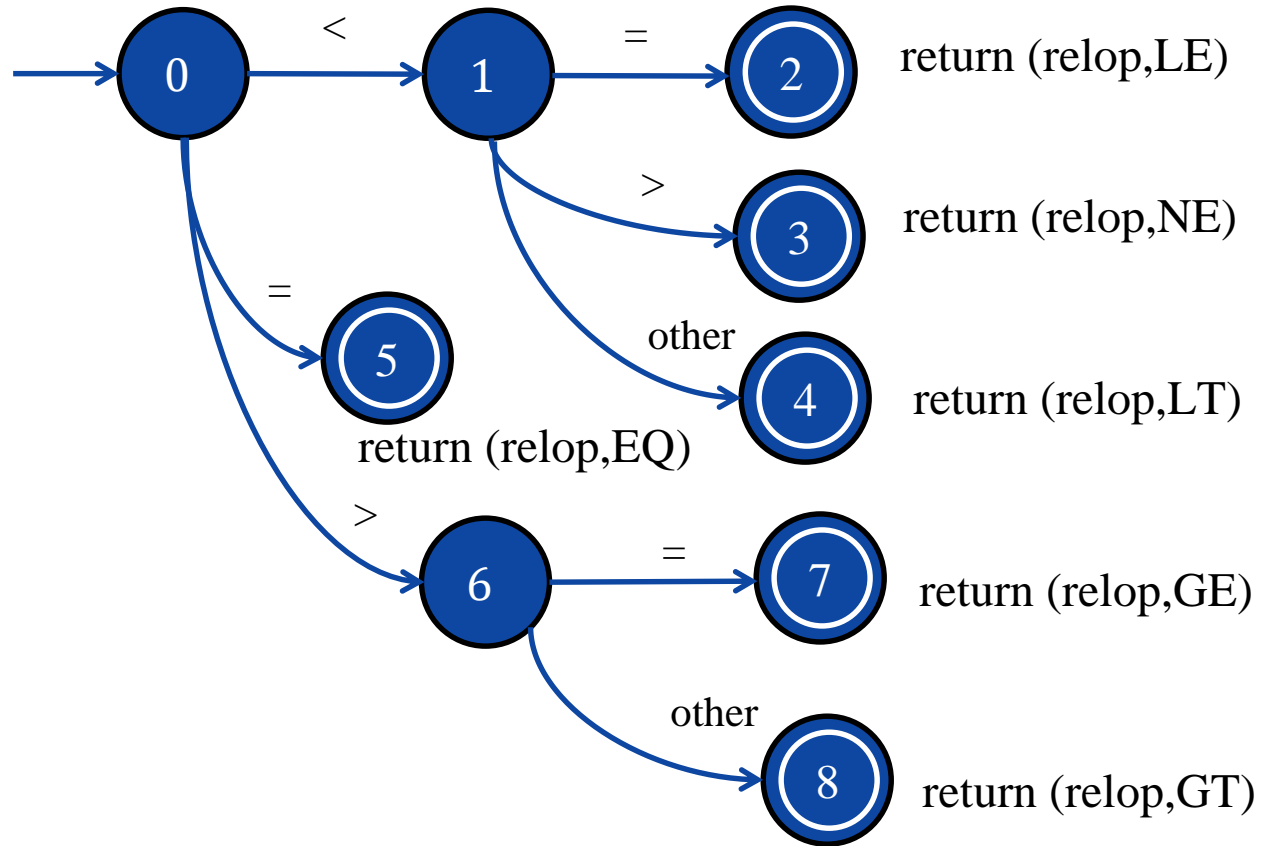 <
=
0
1
2
return (relop,LE)
>
3
return (relop,NE)
=
other
5
4
return (relop,LT)
return (relop,EQ)
>
=
6
7
return (relop,GE)
other
8
return (relop,GT)